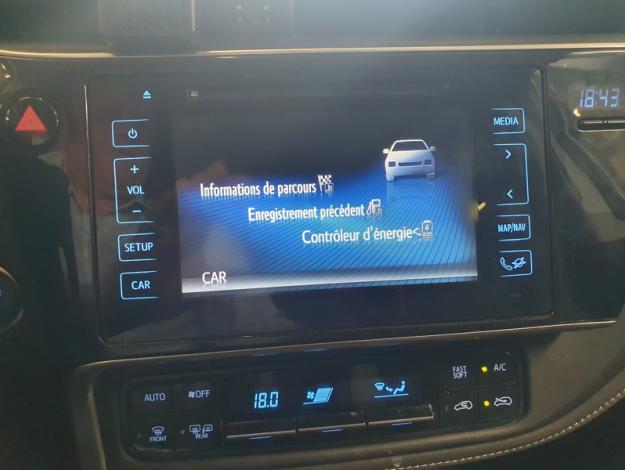 MEDIA
18:43
VOL
Informations de parcours
Enregistrement précédent
Contrôleur d'énergie
MAP/NAV
SETUP
CAR
CAR
AUTO
OFF
18.0
FAST
SOFT
A/C
FRONT
REAR